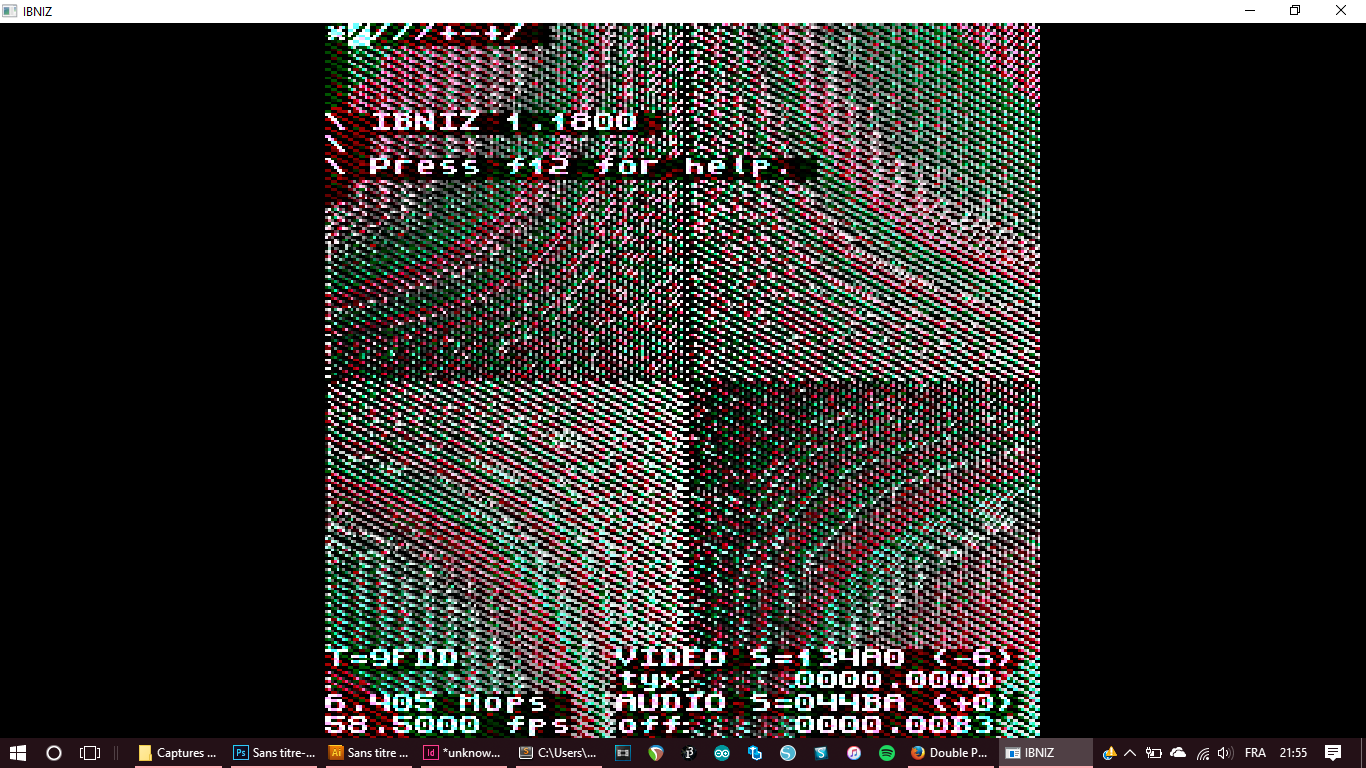 IBNIZ
\ IBNIZ 1.1800
\
\ Press f12 for help
T=9FDD VIDEO S=134A0 (-6)
tyx: 0000.0000
6.405 Mops AUDIO S=044BA (+0)
58.5000 fps off: 0000.00B3
Captures ... Sans titre-... Sans titre ... *unknow... C:\Users\... Double P... IBNIZ FRA 21:55